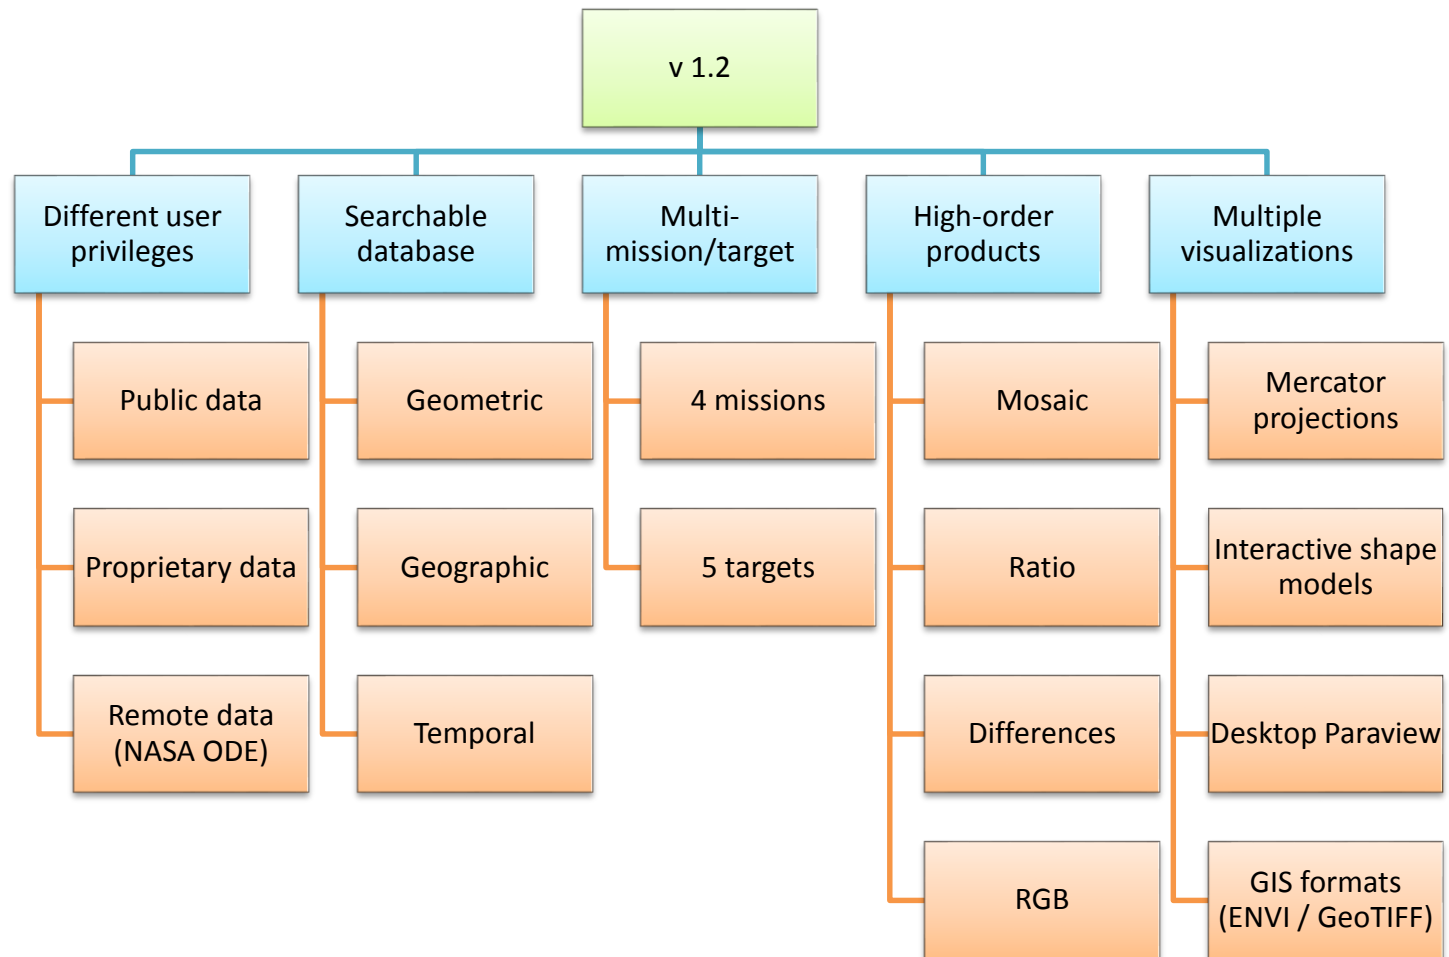 v 1.2
Different user
privileges
Searchable
database
Multi-
mission/target
High-order
products
Multiple
visualizations
Public data
Geometric
4 missions
Mosaic
Mercator
projections
Proprietary data
Geographic
5 targets
Ratio
Interactive shape
models
Remote data
(NASA ODE)
Temporal
Differences
Desktop Paraview
RGB
GIS formats
(ENVI / GeoTIFF)